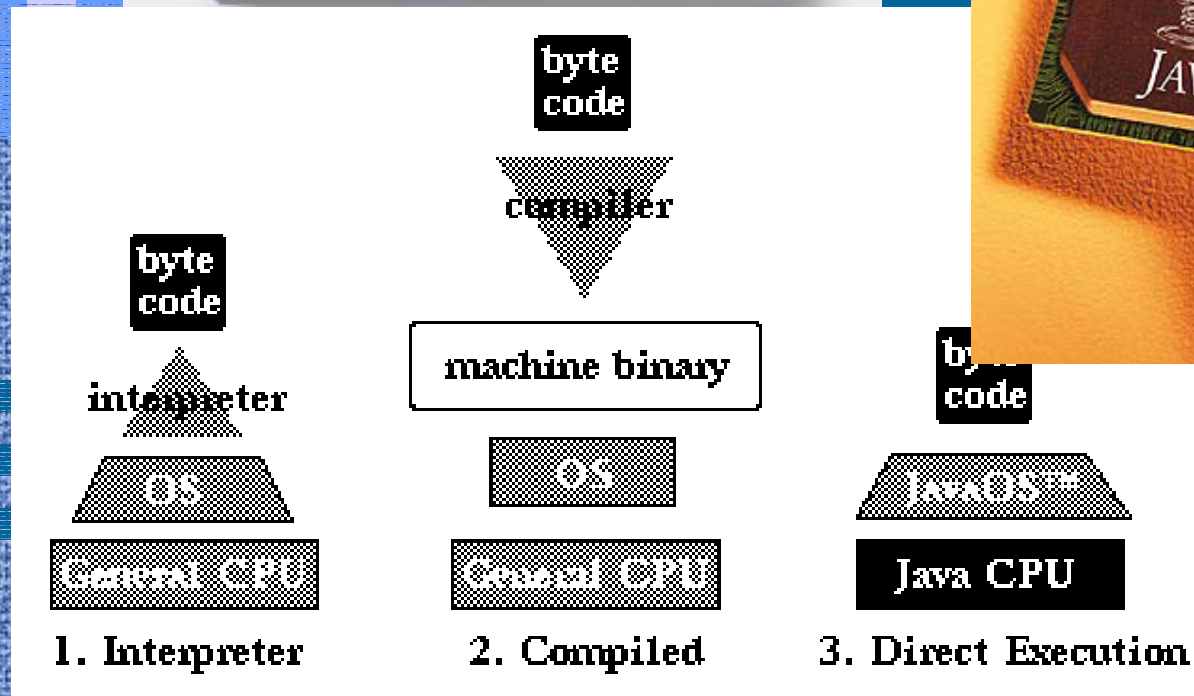 byte
code
compiler
byte
code
machine binary
code
interpreter
OS
OS
JavaOS™
General CPU
General CPU
Java CPU
1. Interpreter
2. Compiled
3. Direct Execution